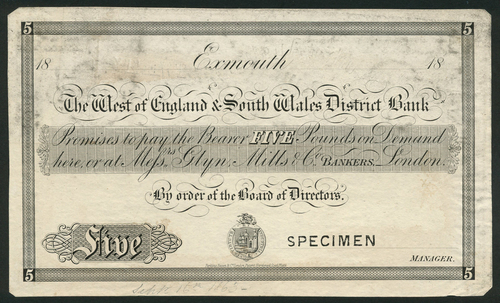 5 5
18 Exmouth 18
The West of England & South Wales District Bank
Promises to pay the Bearer FIVE Pounds on Demand
here, or at Mess.rs Glyn, Mills & Co. BANKERS, London.
By order of the Board of Directors.
Five SPECIMEN
MANAGER.
5 5